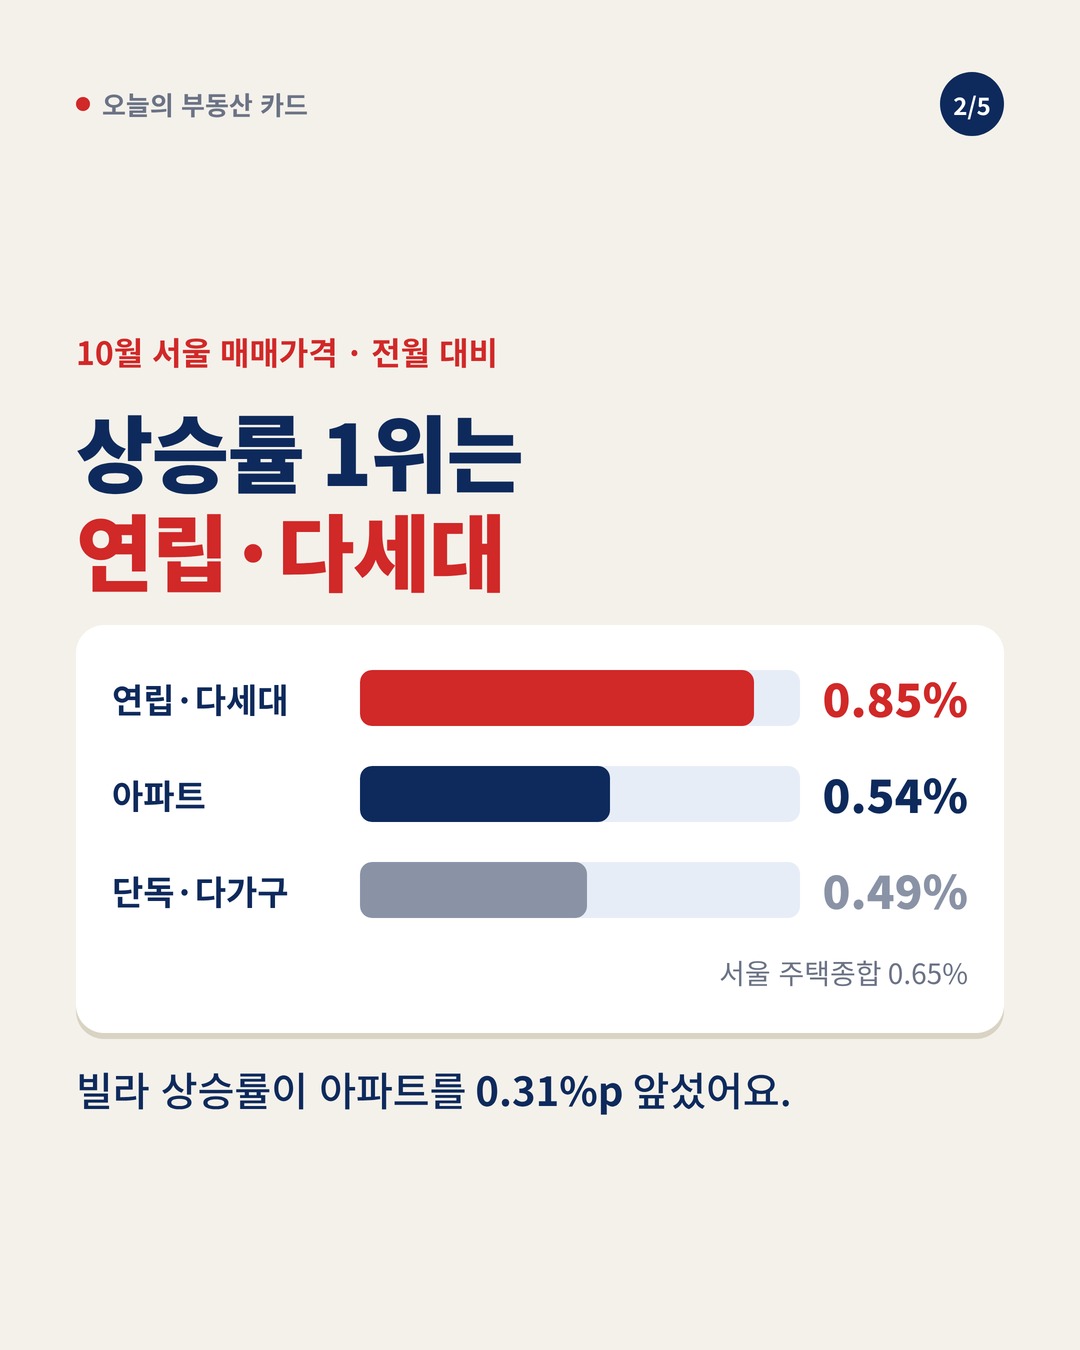 오늘의 부동산 카드
2/5
10월 서울 매매가격 · 전월 대비
상승률 1위는
연립·다세대
연립·다세대 0.85%
아파트 0.54%
단독·다가구 0.49%
서울 주택종합 0.65%
빌라 상승률이 아파트를 0.31%p 앞섰어요.